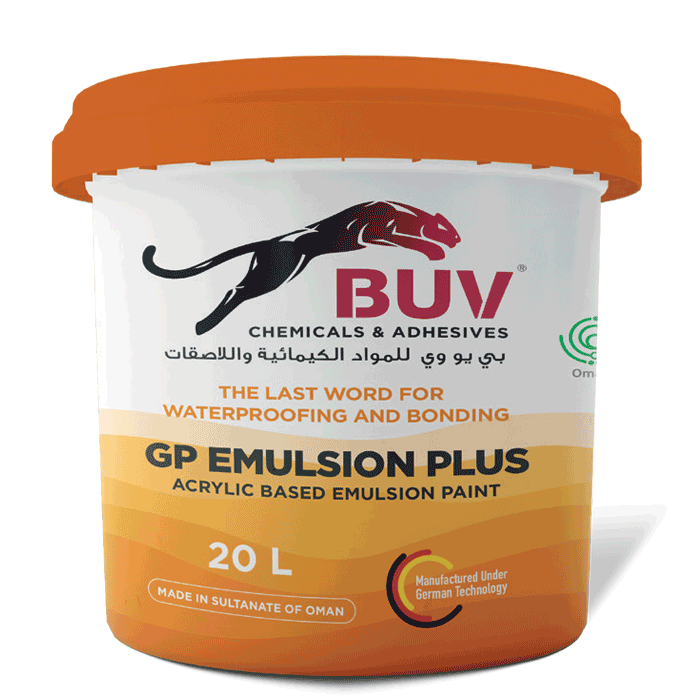 BUV®
CHEMICALS & ADHESIVES
بي يو وي للمواد الكيمائية واللاصقات
THE LAST WORD FOR
WATERPROOFING AND BONDING
GP EMULSION PLUS
ACRYLIC BASED EMULSION PAINT
20 L
MADE IN SULTANATE OF OMAN
Manufactured Under
German Technology